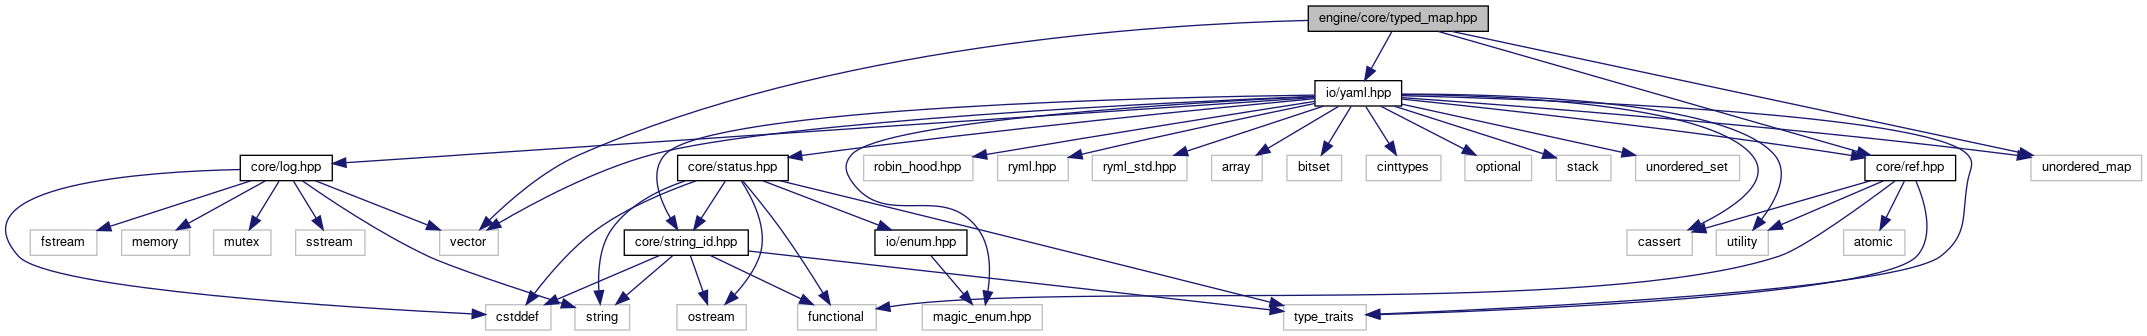 engine/core/typed_map.hpp
io/yaml.hpp
core/log.hpp
core/status.hpp
robin_hood.hpp
ryml.hpp
ryml_std.hpp
array
bitset
cinttypes
optional
stack
unordered_set
core/ref.hpp
unordered_map
fstream
memory
mutex
sstream
vector
core/string_id.hpp
io/enum.hpp
cassert
utility
atomic
cstddef
string
ostream
functional
magic_enum.hpp
type_traits